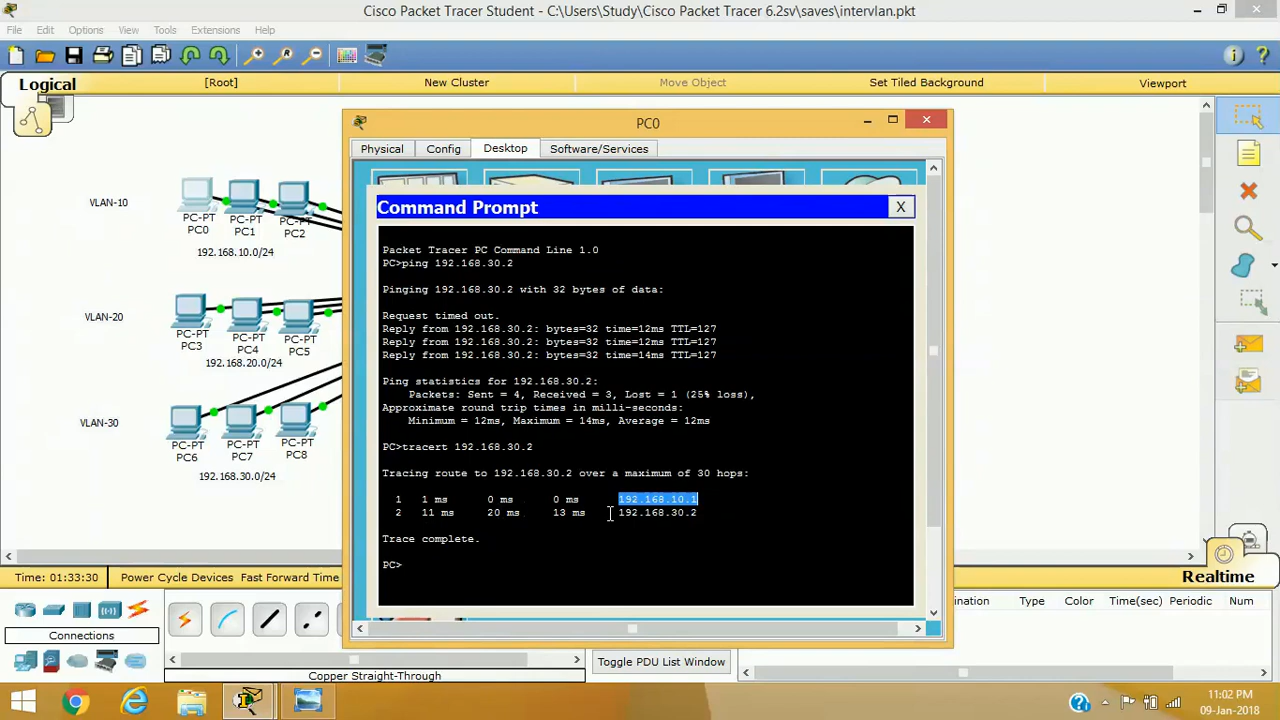 Cisco Packet Tracer Student - C:\Users\Study\Cisco Packet Tracer 6.2sv\saves\intervlan.pkt
File Edit Options View Tools Extensions Help
Logical [Root] New Cluster Move Object Set Tiled Background Viewport
PC0
Physical Config Desktop Software/Services
Command Prompt X
Packet Tracer PC Command Line 1.0
PC>ping 192.168.30.2
Pinging 192.168.30.2 with 32 bytes of data:
Request timed out.
Reply from 192.168.30.2: bytes=32 time=12ms TTL=127
Reply from 192.168.30.2: bytes=32 time=12ms TTL=127
Reply from 192.168.30.2: bytes=32 time=14ms TTL=127
Ping statistics for 192.168.30.2:
Packets: Sent = 4, Received = 3, Lost = 1 (25% loss),
Approximate round trip times in milli-seconds:
Minimum = 12ms, Maximum = 14ms, Average = 12ms
PC>tracert 192.168.30.2
Tracing route to 192.168.30.2 over a maximum of 30 hops:
1 1 ms 0 ms 0 ms 192.168.10.1
2 11 ms 20 ms 13 ms 192.168.30.2
Trace complete.
PC>
VLAN-10
PC-PT PC-PT PC-PT
PC0 PC1 PC2
192.168.10.0/24
VLAN-20
PC-PT PC-PT PC-PT
PC3 PC4 PC5
192.168.20.0/24
VLAN-30
PC-PT PC-PT PC-PT
PC6 PC7 PC8
192.168.30.0/24
Time: 01:33:30 Power Cycle Devices Fast Forward Time
Realtime
Connections
Copper Straight-Through
Toggle PDU List Window
ination Type Color Time(sec) Periodic Num
11:02 PM
09-Jan-2018